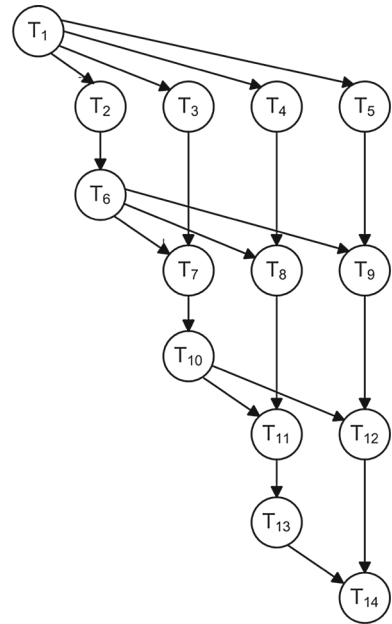 T₁
T₂ T₃ T₄ T₅
T₆
T₇ T₈ T₉
T₁₀
T₁₁ T₁₂
T₁₃
T₁₄